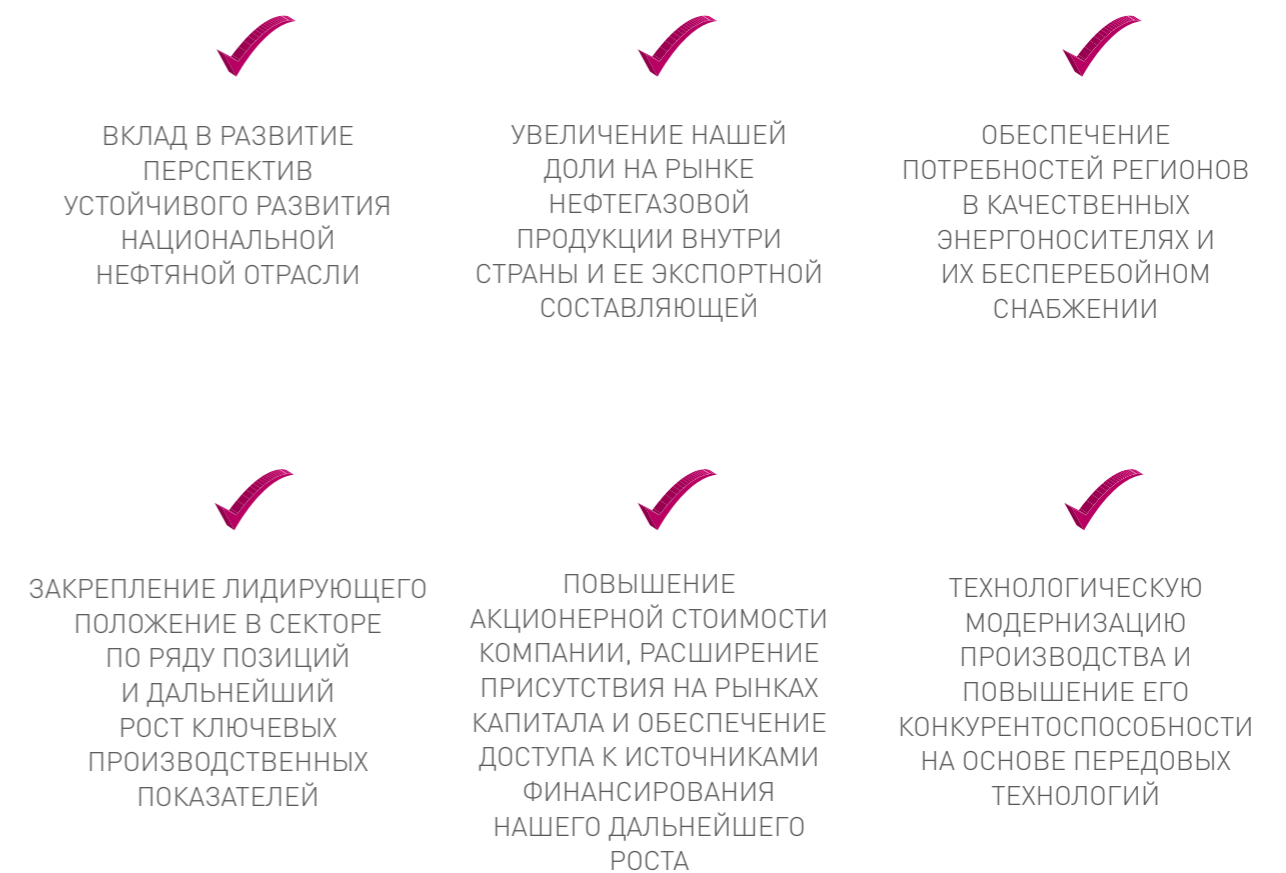 ВКЛАД В РАЗВИТИЕ
ПЕРСПЕКТИВ
УСТОЙЧИВОГО РАЗВИТИЯ
НАЦИОНАЛЬНОЙ
НЕФТЯНОЙ ОТРАСЛИ
УВЕЛИЧЕНИЕ НАШЕЙ
ДОЛИ НА РЫНКЕ
НЕФТЕГАЗОВОЙ
ПРОДУКЦИИ ВНУТРИ
СТРАНЫ И ЕЕ ЭКСПОРТНОЙ
СОСТАВЛЯЮЩЕЙ
ОБЕСПЕЧЕНИЕ
ПОТРЕБНОСТЕЙ РЕГИОНОВ
В КАЧЕСТВЕННЫХ
ЭНЕРГОНОСИТЕЛЯХ И
ИХ БЕСПЕРЕБОЙНОМ
СНАБЖЕНИИ
ЗАКРЕПЛЕНИЕ ЛИДИРУЮЩЕГО
ПОЛОЖЕНИЕ В СЕКТОРЕ
ПО РЯДУ ПОЗИЦИЙ
И ДАЛЬНЕЙШИЙ
РОСТ КЛЮЧЕВЫХ
ПРОИЗВОДСТВЕННЫХ
ПОКАЗАТЕЛЕЙ
ПОВЫШЕНИЕ
АКЦИОНЕРНОЙ СТОИМОСТИ
КОМПАНИИ, РАСШИРЕНИЕ
ПРИСУТСТВИЯ НА РЫНКАХ
КАПИТАЛА И ОБЕСПЕЧЕНИЕ
ДОСТУПА К ИСТОЧНИКАМИ
ФИНАНСИРОВАНИЯ
НАШЕГО ДАЛЬНЕЙШЕГО
РОСТА
ТЕХНОЛОГИЧЕСКУЮ
МОДЕРНИЗАЦИЮ
ПРОИЗВОДСТВА И
ПОВЫШЕНИЕ ЕГО
КОНКУРЕНТОСПОСОБНОСТИ
НА ОСНОВЕ ПЕРЕДОВЫХ
ТЕХНОЛОГИЙ